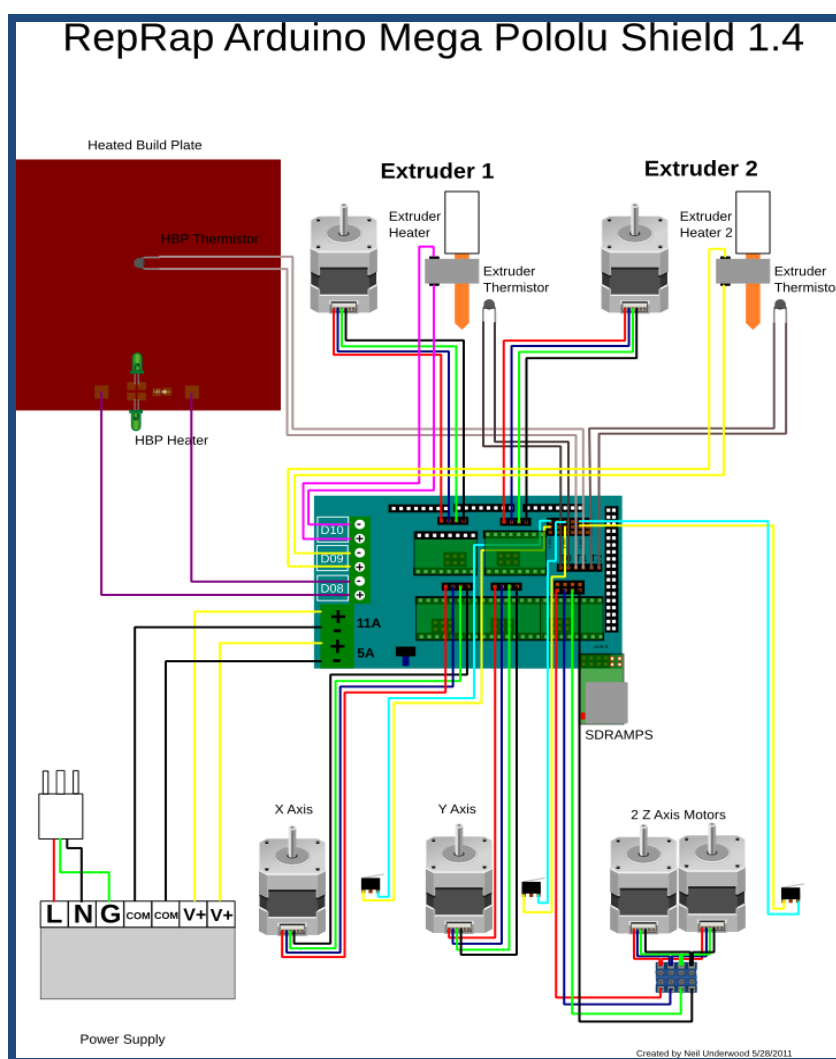 RepRap Arduino Mega Pololu Shield 1.4
Heated Build Plate
Extruder 1
Extruder 2
Extruder
Heater
Extruder
Heater 2
HBP Thermistor
Extruder
Thermistor
Extruder
Thermistor
HBP Heater
D10
-
+
D09
-
+
D08
-
+
+
-
11A
+
-
5A
SDRAMPS
X Axis
Y Axis
2 Z Axis Motors
L N G COM COM V+ V+
Power Supply
Created by Neil Underwood 5/28/2011